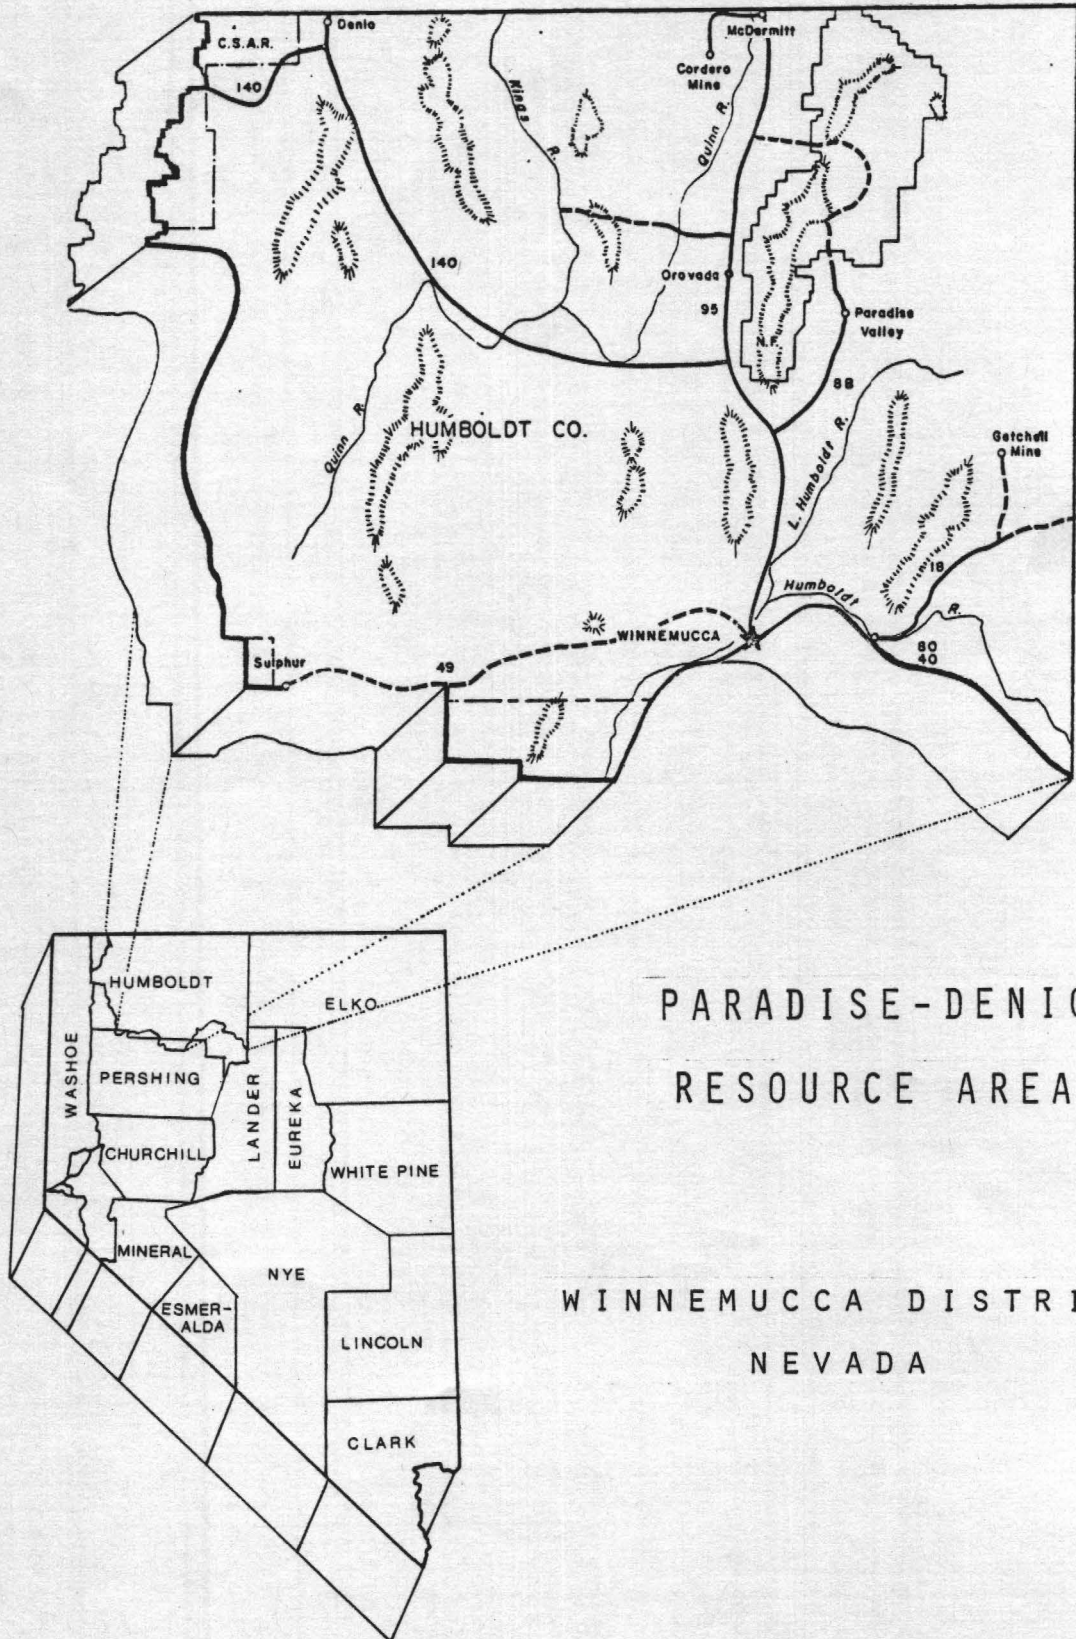 Denio
McDermitt
C.S.A.R.
140
Cordero
Mine
Kings
R.
Quinn R.
140
Orovada
95
Paradise
Valley
N.F.
88
HUMBOLDT CO.
Quinn R.
L. Humboldt R.
Getchell
Mine
18
Humboldt
R.
WINNEMUCCA
80
40
Sulphur
49
HUMBOLDT
ELKO
WASHOE
PERSHING
LANDER
EUREKA
CHURCHILL
WHITE PINE
MINERAL
NYE
ESMER-
ALDA
LINCOLN
CLARK
PARADISE-DENIO
RESOURCE AREA
WINNEMUCCA DISTRI
NEVADA